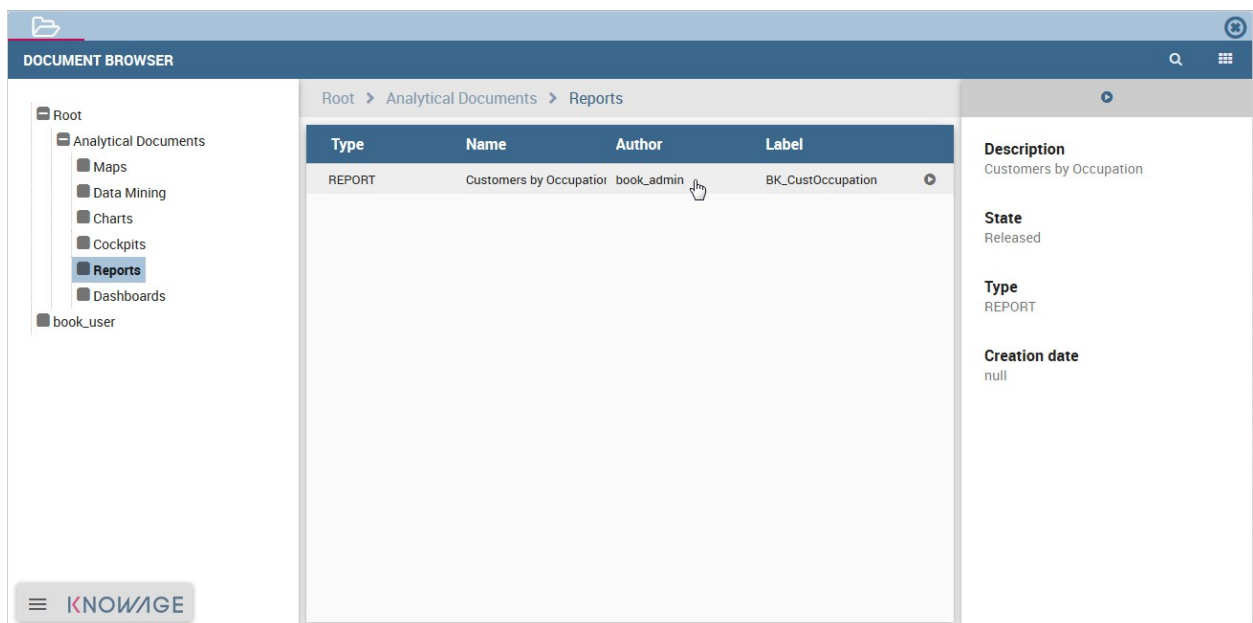 DOCUMENT BROWSER
Root
Analytical Documents
Maps
Data Mining
Charts
Cockpits
Reports
Dashboards
book_user
Root > Analytical Documents > Reports
Type Name Author Label
REPORT Customers by Occupation book_admin BK_CustOccupation
Description
Customers by Occupation
State
Released
Type
REPORT
Creation date
null
KNOWAGE